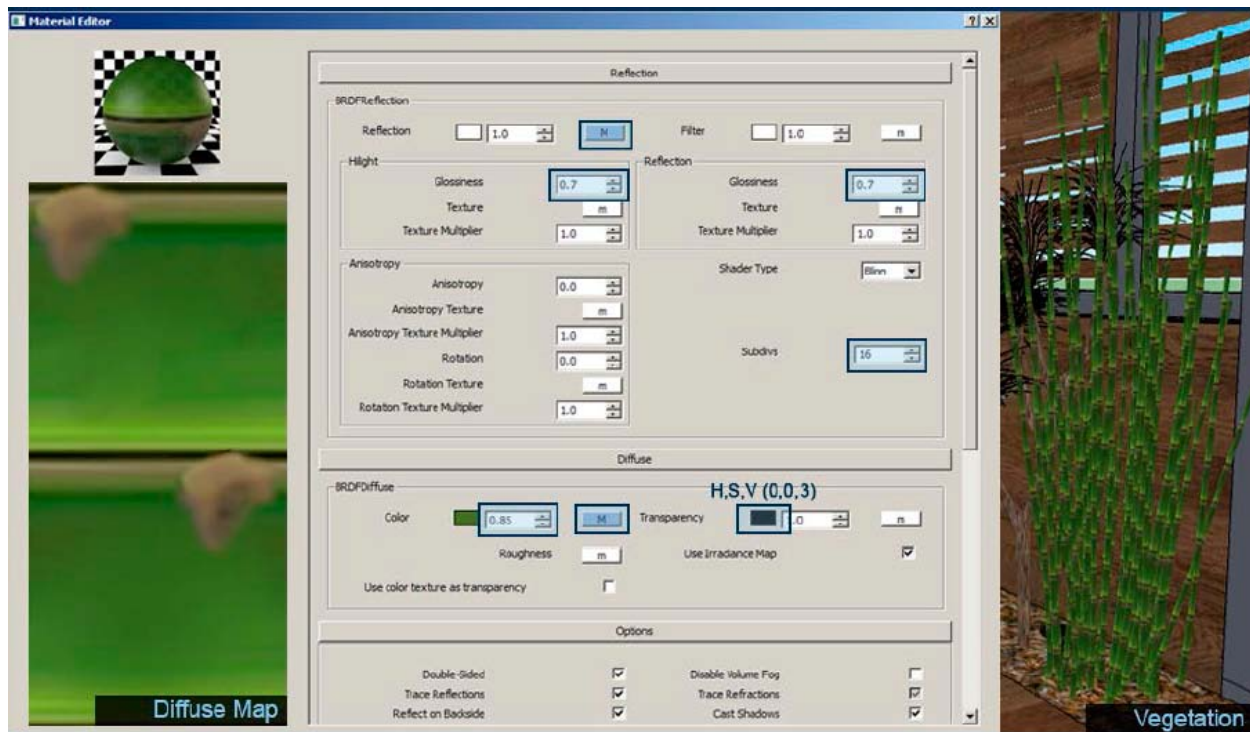 Material Editor
Reflection
BRDFReflection
Reflection 1.0 M Filter 1.0 m
Hilight Reflection
Glossiness 0.7 Glossiness 0.7
Texture m Texture m
Texture Multiplier 1.0 Texture Multiplier 1.0
Anisotropy Shader Type Blinn
Anisotropy 0.0
Anisotropy Texture m
Anisotropy Texture Multiplier 1.0 Subdivs 16
Rotation 0.0
Rotation Texture m
Rotation Texture Multiplier 1.0
Diffuse
BRDFDiffuse H,S,V (0,0,3)
Color 0.85 M Transparency 1.0 m
Roughness m Use Irradance Map
Use color texture as transparency
Options
Double-Sided Disable Volume Fog
Trace Reflections Trace Refractions
Reflect on Backside Cast Shadows
Diffuse Map
Vegetation